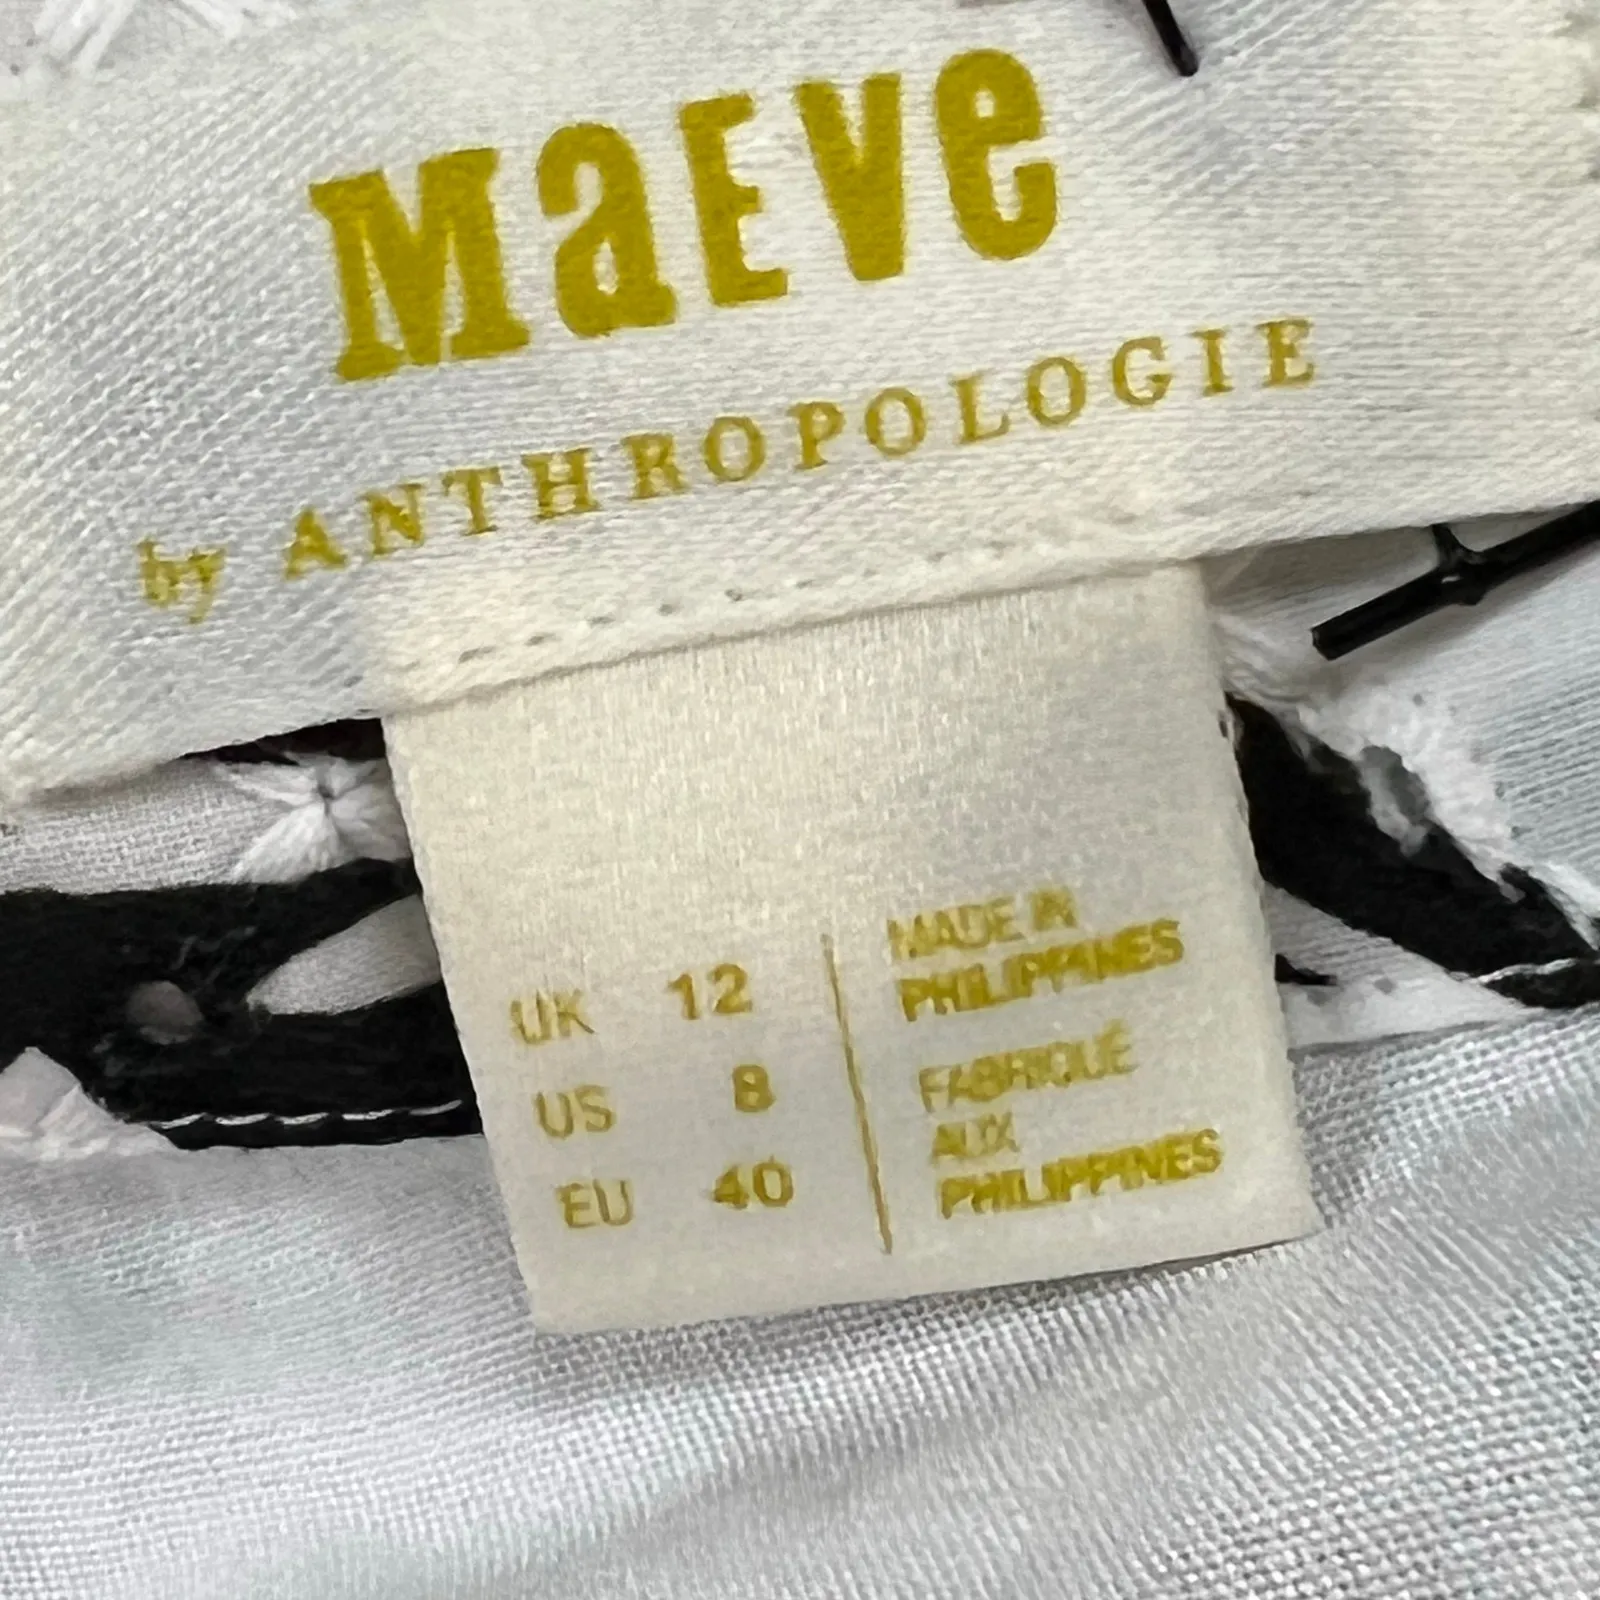 Maeve
by ANTHROPOLOGIE
UK 12
US 8
EU 40
MADE IN
PHILIPPINES
FABRIQUÉ
AUX
PHILIPPINES